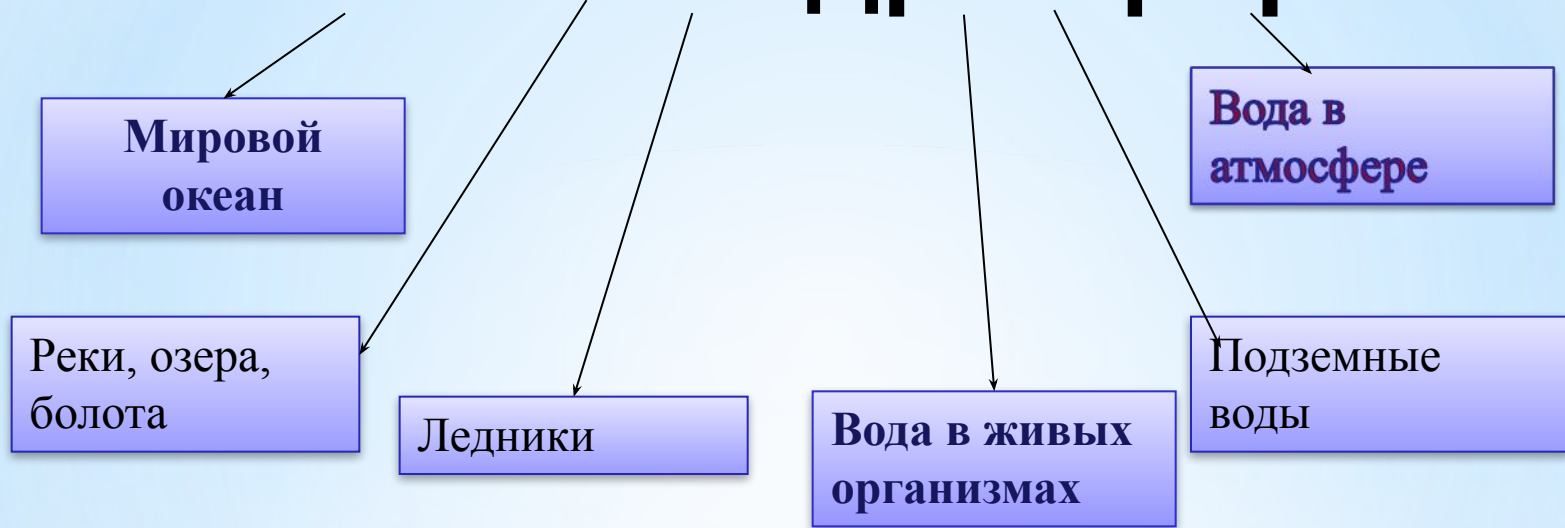 Мировой
океан
Вода в
атмосфере
Реки, озера,
болота
Ледники
Вода в живых
организмах
Подземные
воды